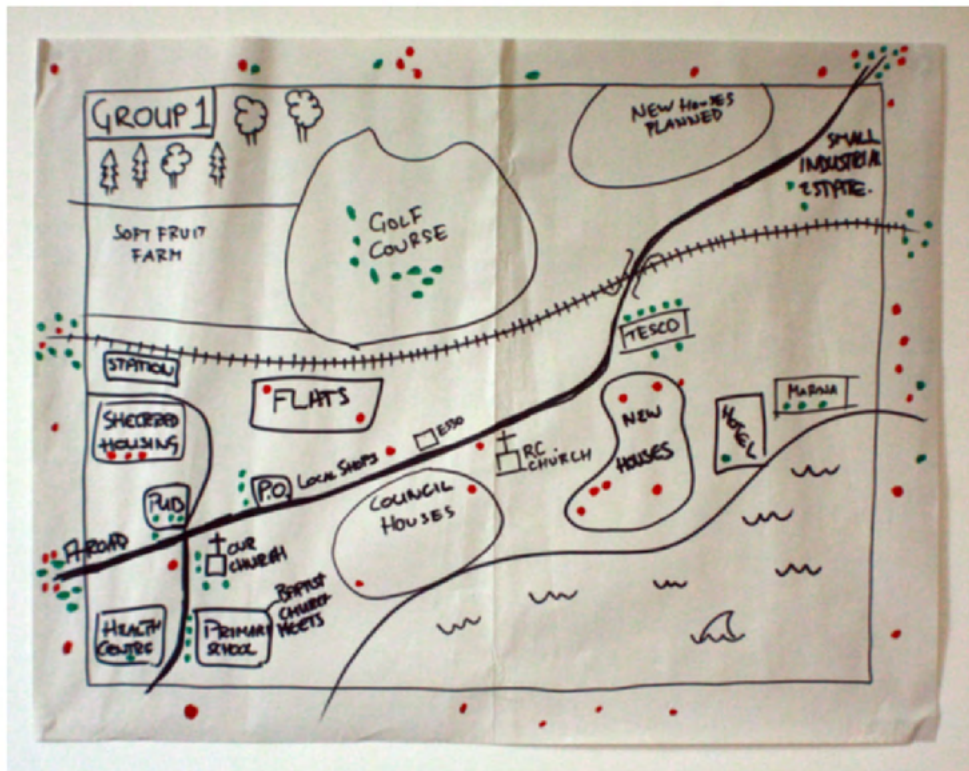 GROUP 1
NEW HOUSES
PLANNED
SMALL
INDUSTRIAL
ESTATE.
SOFT FRUIT
FARM
GOLF
COURSE
TESCO
STATION
FLATS
MARINA
SHELTERED
HOUSING
NEW
HOUSES
HOTEL
ESSO
RC
CHURCH
LOCAL SHOPS
P.O.
COUNCIL
HOUSES
PUB
A-ROAD
OUR
CHURCH
BAPTIST
CHURCH
MEETS
HEALTH
CENTRE
PRIMARY
SCHOOL